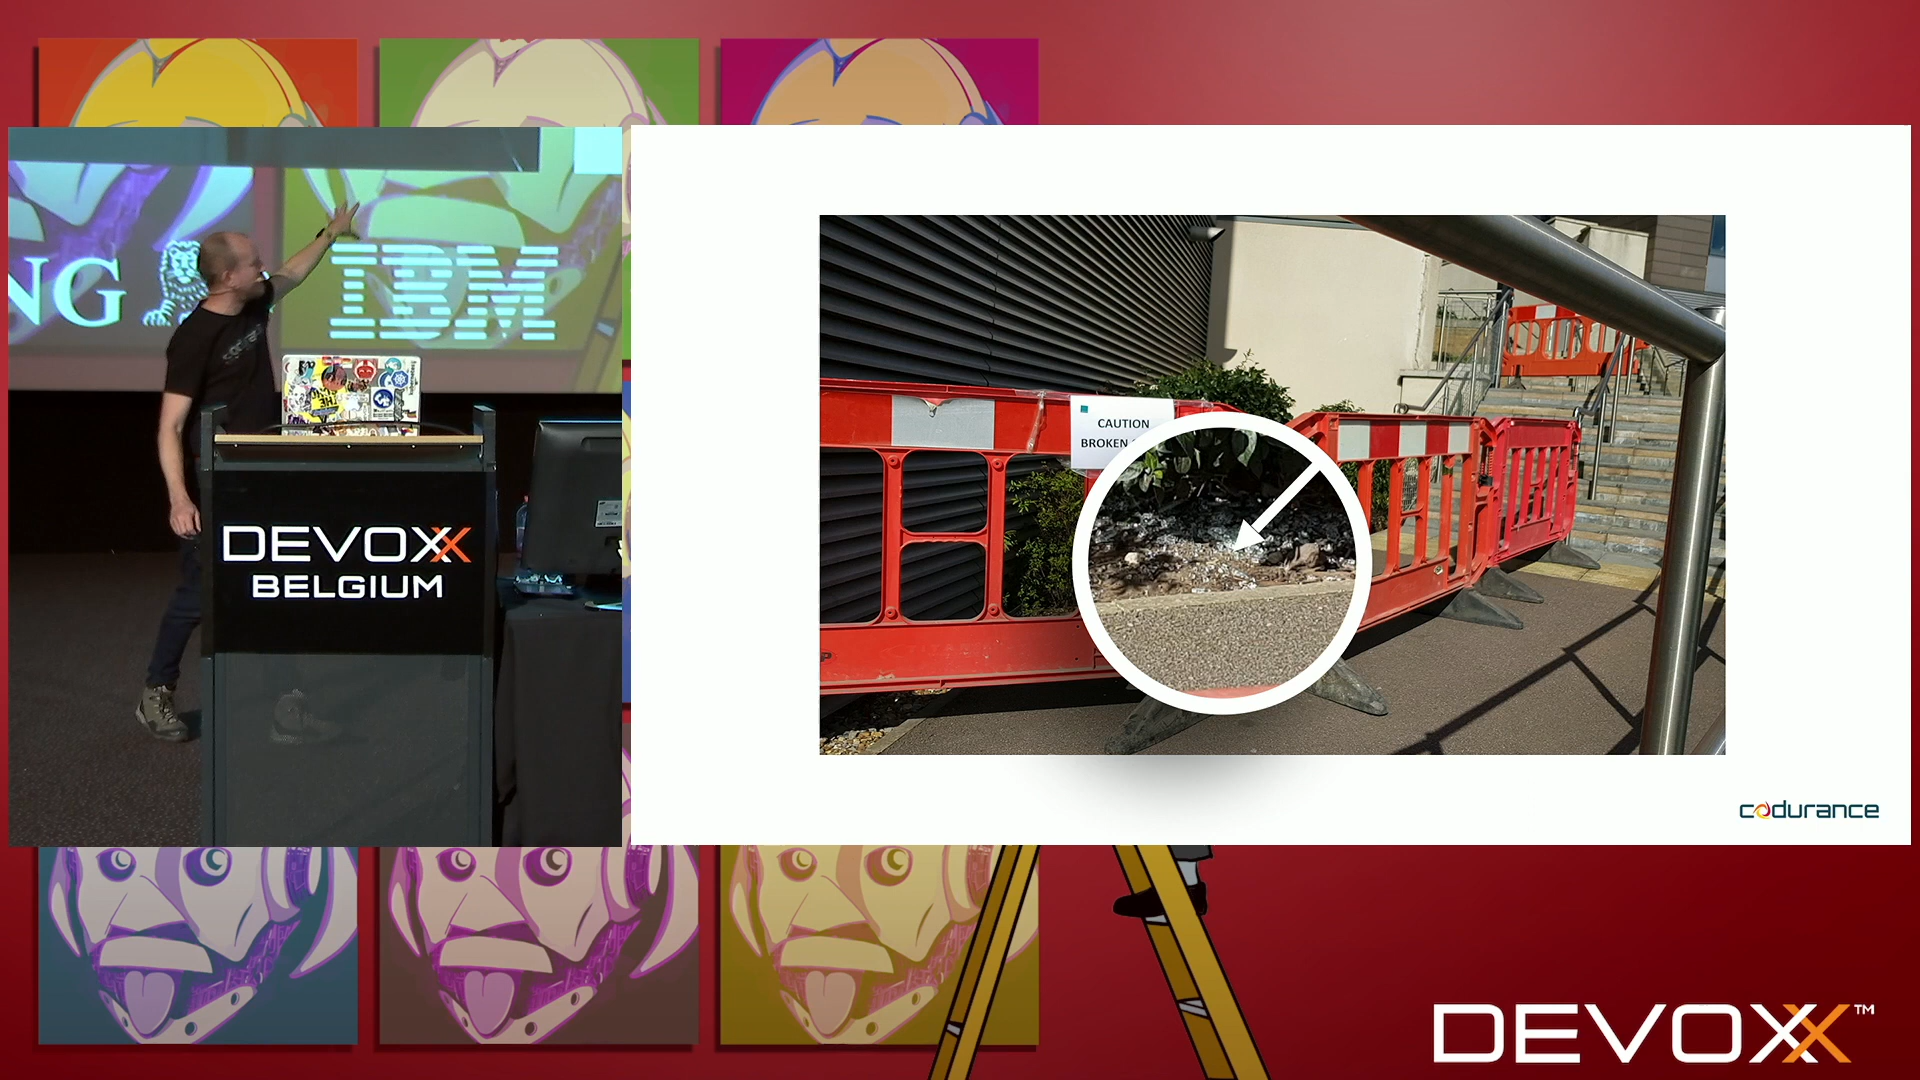 NG
IBM
DEVOXX
BELGIUM
CAUTION
BROKEN
codurance
DEVOXX™